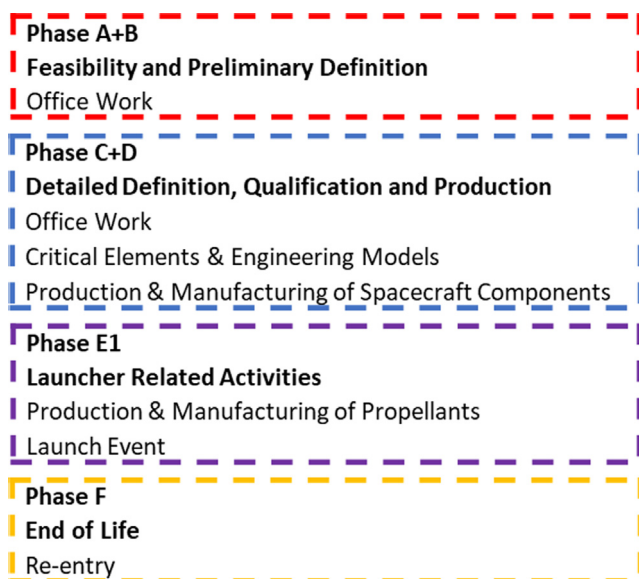 Phase A+B
Feasibility and Preliminary Definition
Office Work
Phase C+D
Detailed Definition, Qualification and Production
Office Work
Critical Elements & Engineering Models
Production & Manufacturing of Spacecraft Components
Phase E1
Launcher Related Activities
Production & Manufacturing of Propellants
Launch Event
Phase F
End of Life
Re-entry